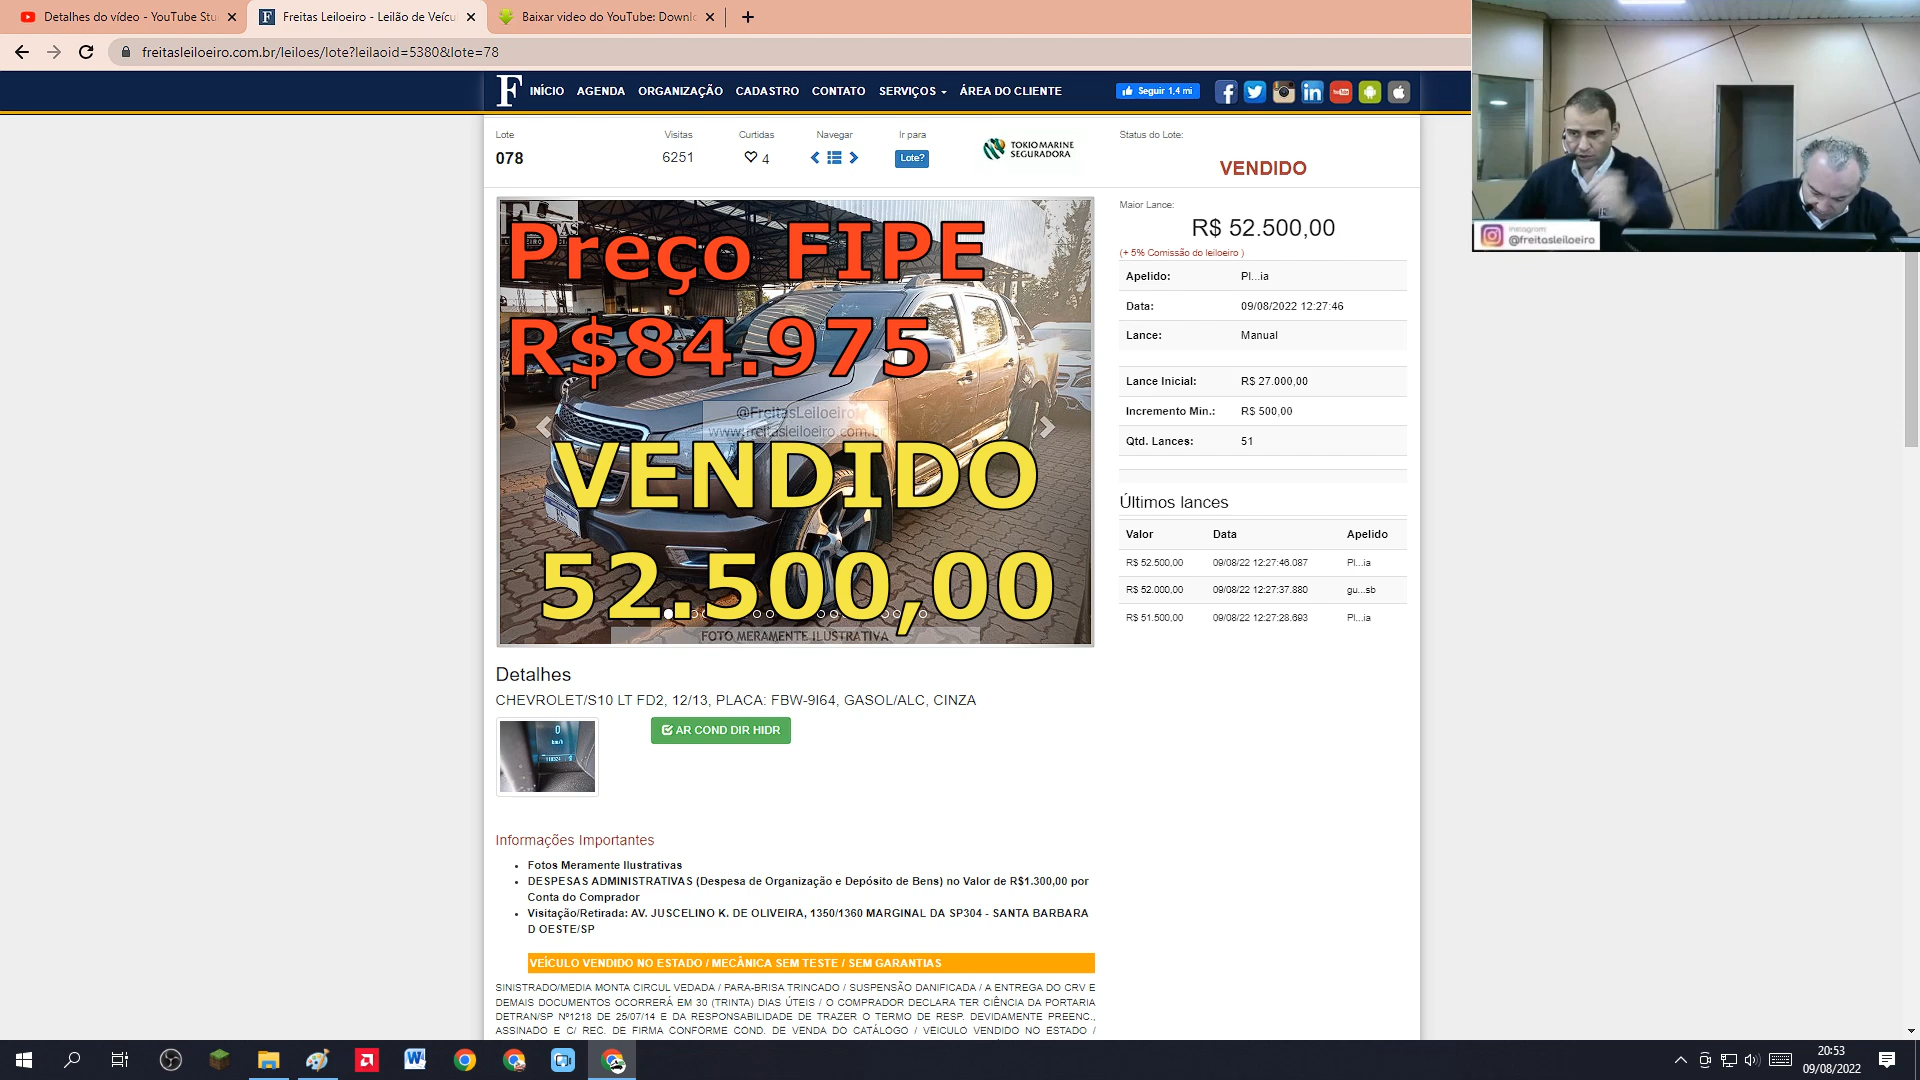 Detalhes do vídeo - YouTube Stu
Freitas Leiloeiro - Leilão de Veícu
Baixar video do YouTube: Downlo
freitasleiloeiro.com.br/leiloes/lote?leilaoid=5380&lote=78
F INÍCIO AGENDA ORGANIZAÇÃO CADASTRO CONTATO SERVIÇOS ÁREA DO CLIENTE
Seguir 1,4 mi
Lote Visitas Curtidas Navegar Ir para
078 6251 4 Lote?
TOKIO MARINE
SEGURADORA
Status do Lote:
VENDIDO
Instagram:
@freitasleiloeiro
Preço FIPE
R$84.975
@FreitasLeiloeiro
www.freitasleiloeiro.com.br
VENDIDO
52.500,00
FOTO MERAMENTE ILUSTRATIVA
Maior Lance:
R$ 52.500,00
(+ 5% Comissão do leiloeiro )
Apelido: Pl...ia
Data: 09/08/2022 12:27:46
Lance: Manual
Lance Inicial: R$ 27.000,00
Incremento Min.: R$ 500,00
Qtd. Lances: 51
Últimos lances
Valor Data Apelido
R$ 52.500,00 09/08/22 12:27:46.087 Pl...ia
R$ 52.000,00 09/08/22 12:27:37.880 gu...sb
R$ 51.500,00 09/08/22 12:27:28.693 Pl...ia
Detalhes
CHEVROLET/S10 LT FD2, 12/13, PLACA: FBW-9I64, GASOL/ALC, CINZA
0
km/h
AR COND DIR HIDR
Informações Importantes
Fotos Meramente Ilustrativas
DESPESAS ADMINISTRATIVAS (Despesa de Organização e Depósito de Bens) no Valor de R$1.300,00 por
Conta do Comprador
Visitação/Retirada: AV. JUSCELINO K. DE OLIVEIRA, 1350/1360 MARGINAL DA SP304 - SANTA BARBARA
D OESTE/SP
VEÍCULO VENDIDO NO ESTADO / MECÂNICA SEM TESTE / SEM GARANTIAS
SINISTRADO/MEDIA MONTA CIRCUL VEDADA / PARA-BRISA TRINCADO / SUSPENSÃO DANIFICADA / A ENTREGA DO CRV E
DEMAIS DOCUMENTOS OCORRERÁ EM 30 (TRINTA) DIAS ÚTEIS / O COMPRADOR DECLARA TER CIÊNCIA DA PORTARIA
DETRAN/SP Nº1218 DE 25/07/14 E DA RESPONSABILIDADE DE TRAZER O TERMO DE RESP. DEVIDAMENTE PREENC.,
ASSINADO E C/ REC. DE FIRMA CONFORME COND. DE VENDA DO CATÁLOGO / VEICULO VENDIDO NO ESTADO /
20:53
09/08/2022